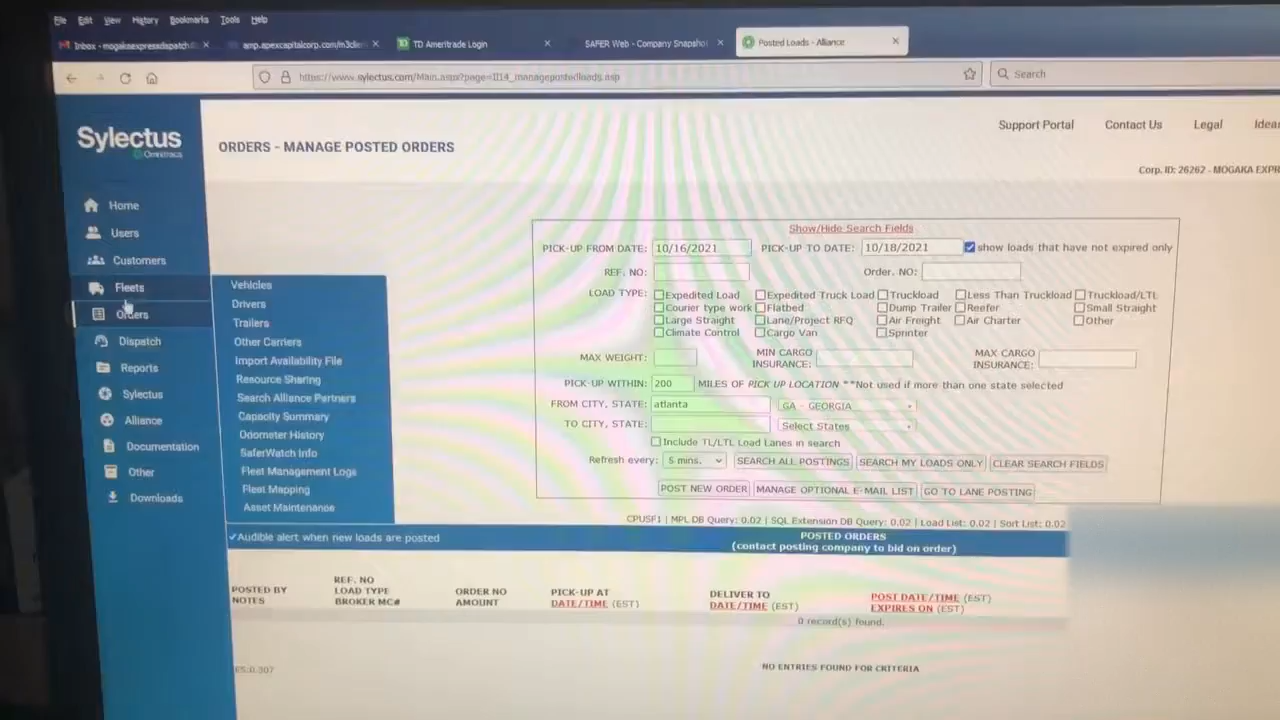 File Edit View History Bookmarks Tools Help
Inbox - mogakaexpressdispatch × amp.apexcapitalcorp.com/m3clien × TD Ameritrade Login × SAFER Web - Company Snapshot × Posted Loads - Alliance ×
https://www.sylectus.com/Main.aspx?page=II14_managepostedloads.asp Search
Support Portal Contact Us Legal
Sylectus
Omnitracs
ORDERS - MANAGE POSTED ORDERS
Corp. ID: 26262 - MOGAKA EXPR
Home
Users
Customers
Fleets
Orders
Dispatch
Reports
Sylectus
Alliance
Documentation
Other
Downloads
Vehicles
Drivers
Trailers
Other Carriers
Import Availability File
Resource Sharing
Search Alliance Partners
Capacity Summary
Odometer History
SaferWatch Info
Fleet Management Logs
Fleet Mapping
Asset Maintenance
Show/Hide Search Fields
PICK-UP FROM DATE: 10/16/2021 PICK-UP TO DATE: 10/18/2021 show loads that have not expired only
REF. NO: Order. NO:
LOAD TYPE: Expedited Load Expedited Truck Load Truckload Less Than Truckload Truckload/LTL
Courier type work Flatbed Dump Trailer Reefer Small Straight
Large Straight Lane/Project RFQ Air Freight Air Charter Other
Climate Control Cargo Van Sprinter
MAX WEIGHT: MIN CARGO INSURANCE: MAX CARGO INSURANCE:
PICK-UP WITHIN: 200 MILES OF PICK UP LOCATION **Not used if more than one state selected
FROM CITY, STATE: atlanta GA - GEORGIA
TO CITY, STATE: Select States
Include TL/LTL Load Lanes in search
Refresh every: 5 mins. SEARCH ALL POSTINGS SEARCH MY LOADS ONLY CLEAR SEARCH FIELDS
POST NEW ORDER MANAGE OPTIONAL E-MAIL LIST GO TO LANE POSTING
CPUSF1 | MPL DB Query: 0.02 | SQL Extension DB Query: 0.02 | Load List: 0.02 | Sort List: 0.02
Audible alert when new loads are posted
POSTED ORDERS
(contact posting company to bid on order)
POSTED BY
NOTES
REF. NO
LOAD TYPE
BROKER MC#
ORDER NO
AMOUNT
PICK-UP AT
DATE/TIME (EST)
DELIVER TO
DATE/TIME (EST)
POST DATE/TIME (EST)
EXPIRES ON (EST)
0 record(s) found.
NO ENTRIES FOUND FOR CRITERIA